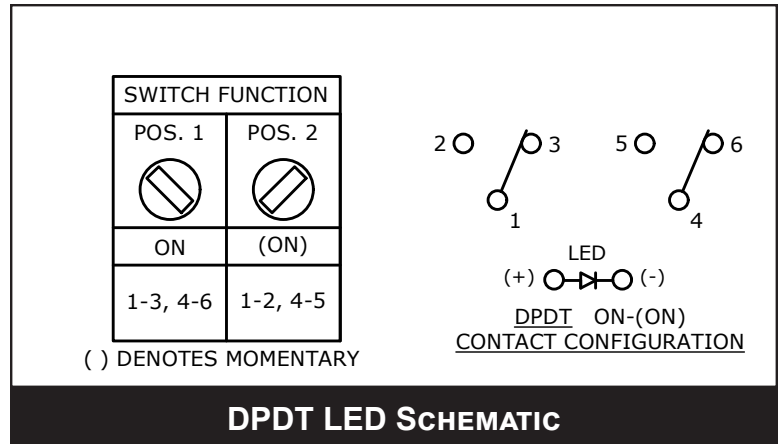 SWITCH FUNCTION
POS. 1 POS. 2
ON (ON)
1-3, 4-6 1-2, 4-5
( ) DENOTES MOMENTARY
2 3 5 6
1 4
LED
(+) (-)
DPDT ON-(ON)
CONTACT CONFIGURATION
DPDT LED SCHEMATIC